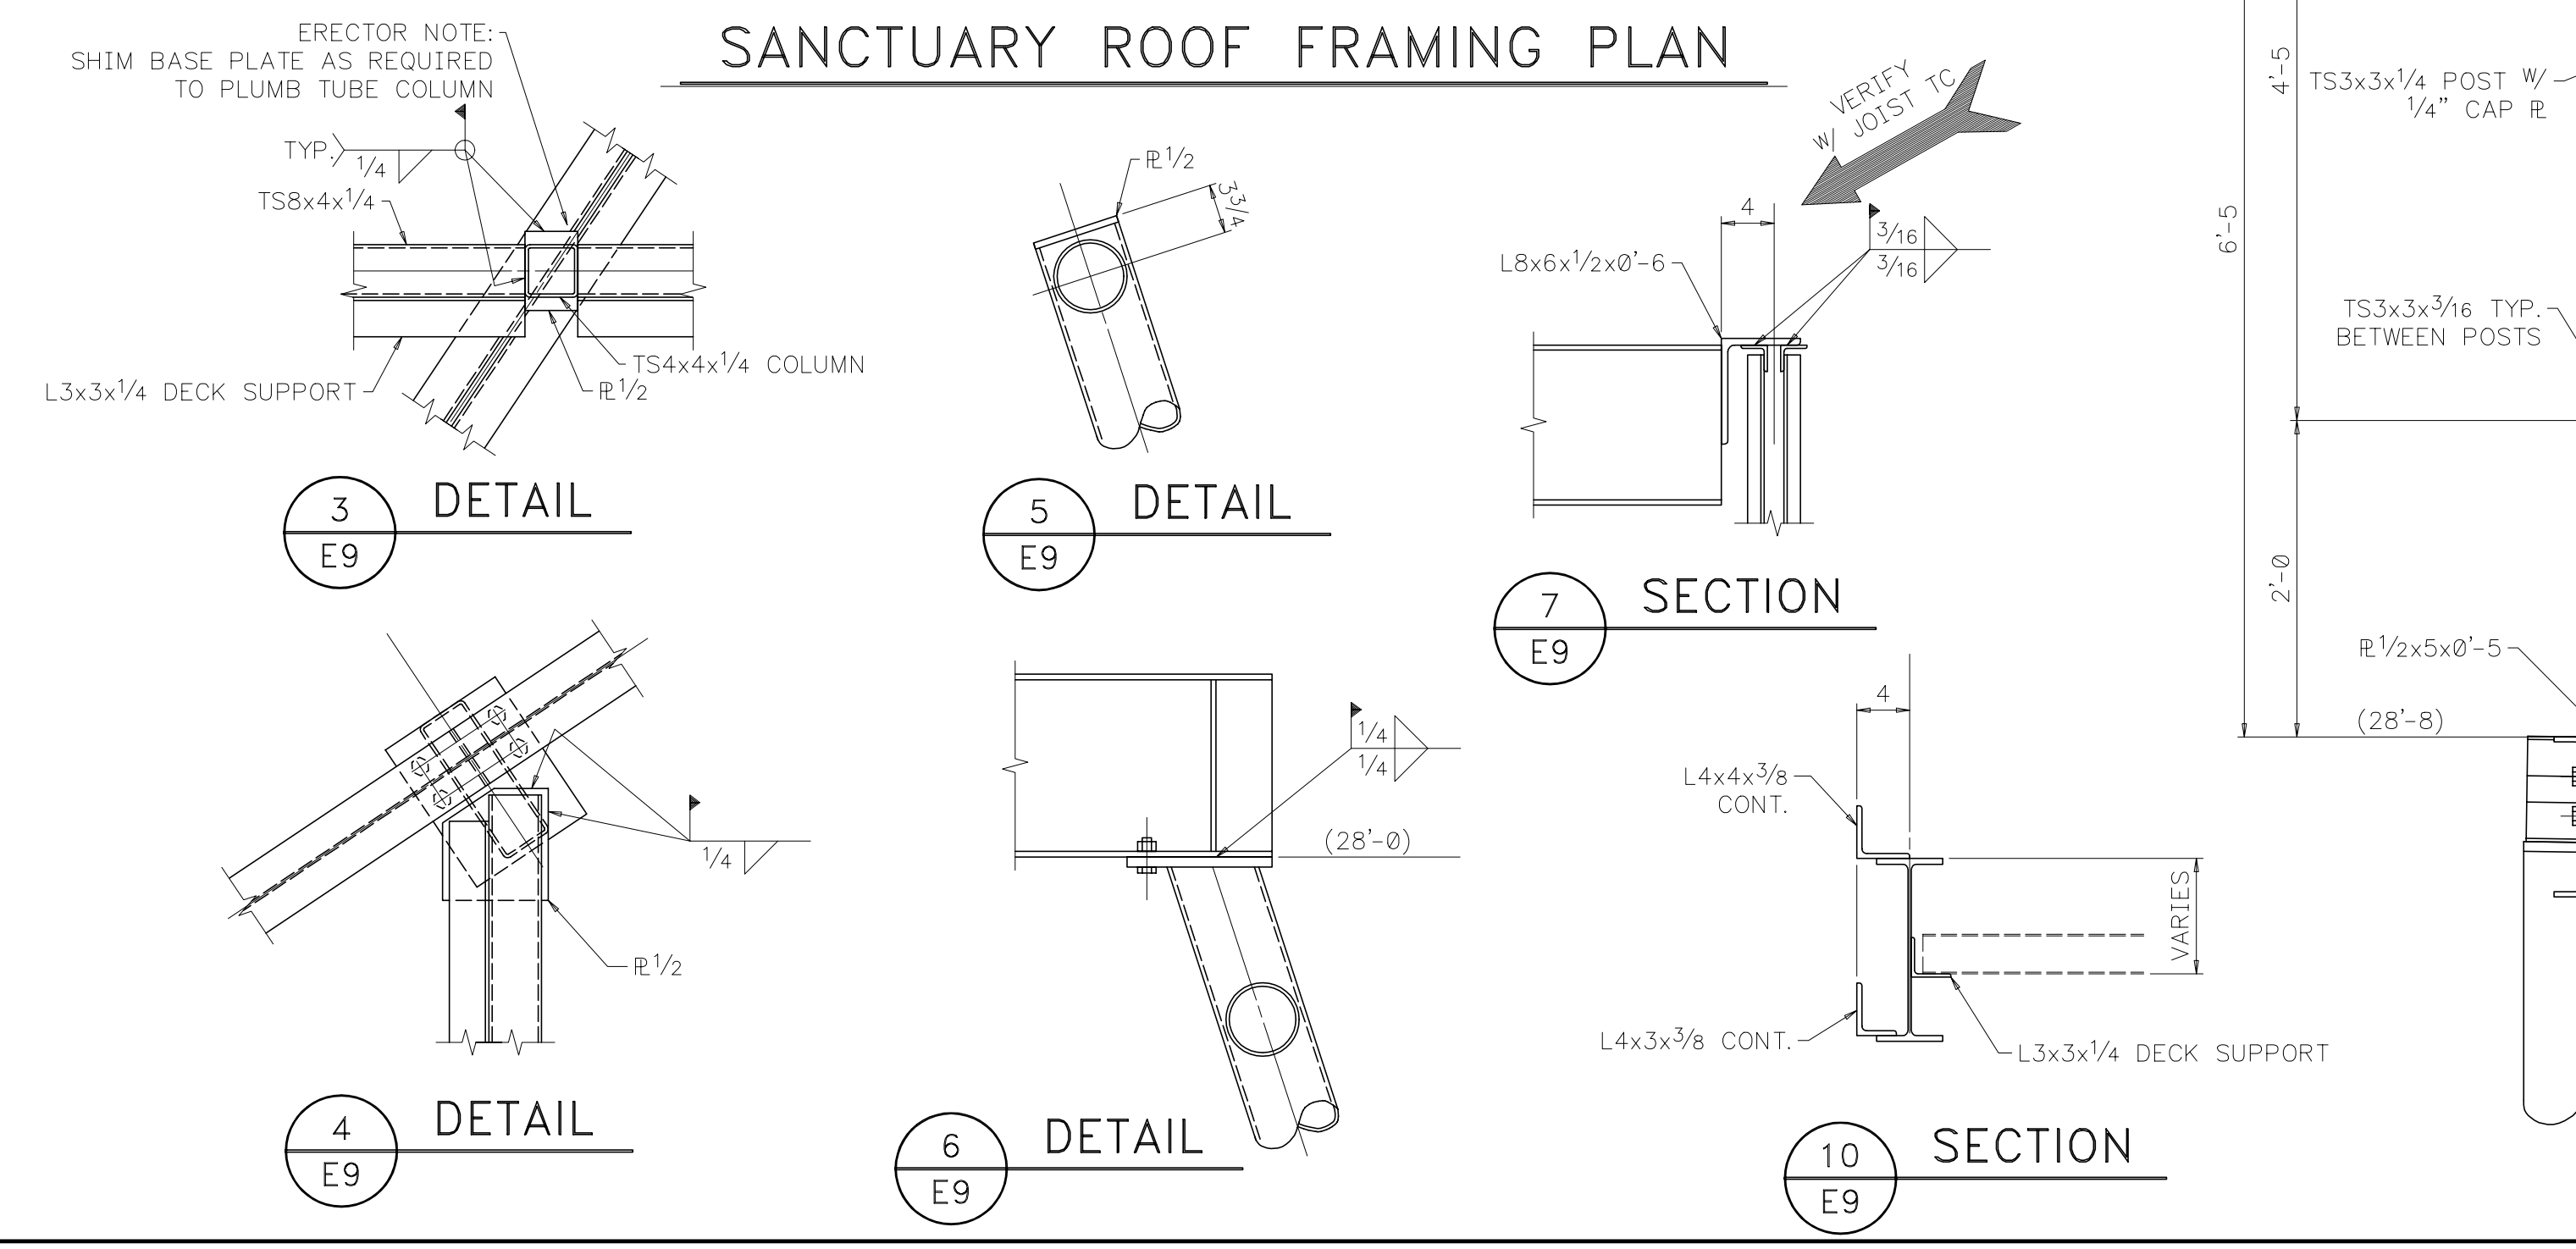 SANCTUARY ROOF FRAMING PLAN
ERECTOR NOTE:
SHIM BASE PLATE AS REQUIRED
TO PLUMB TUBE COLUMN
TYP.
1/4
TS8x4x1/4
L3x3x1/4 DECK SUPPORT
TS4x4x1/4 COLUMN
℄1/2
3
E9
DETAIL
℄1/2
3 3/4
5
E9
DETAIL
VERIFY
W/ JOIST TC
4
3/16
3/16
L8x6x1/2x0'-6
7
E9
SECTION
1/4
℄1/2
4
E9
DETAIL
1/4
1/4
(28'-0)
6
E9
DETAIL
4
L4x4x3/8
CONT.
VARIES
L4x3x3/8 CONT.
L3x3x1/4 DECK SUPPORT
10
E9
SECTION
4'-5
6'-5
2'-0
TS3x3x1/4 POST W/
1/4" CAP ℄
TS3x3x3/16 TYP.
BETWEEN POSTS
℄1/2x5x0'-5
(28'-8)